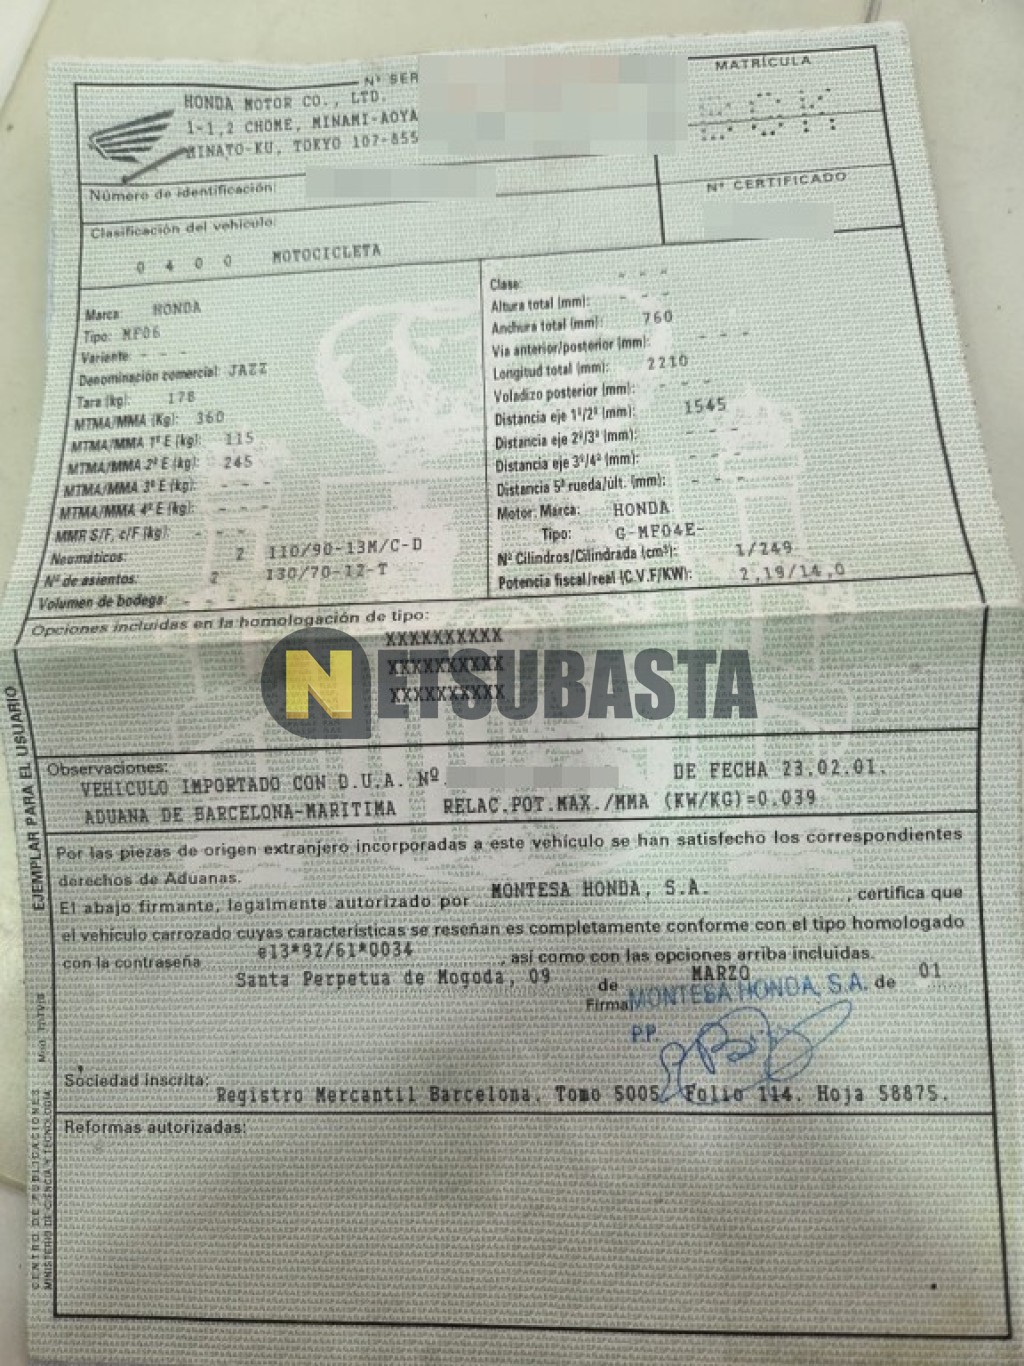 Nº SER
HONDA MOTOR CO., LTD.
1-1,2 CHOME, MINAMI-AOYA
MINATO-KU, TOKYO 107-855
MATRÍCULA
Número de identificación:
Nº CERTIFICADO
Clasificación del vehículo:
0 4 0 0 MOTOCICLETA
Marca: HONDA
Tipo: MF06
Variante: - - -
Denominación comercial: JAZZ
Tara (kg): 178
MTMA/MMA (Kg): 360
MTMA/MMA 1º E (kg): 115
MTMA/MMA 2º E (kg): 245
MTMA/MMA 3º E (kg): - - -
MTMA/MMA 4º E (kg): - - -
MMR S/F, c/F (kg): - - -
Neumáticos: 2 110/90-13M/C-D
Nº de asientos: 2 130/70-12-T
Volumen de bodega: - - -
Clase: - - -
Altura total (mm): - - -
Anchura total (mm): 760
Vía anterior/posterior (mm): - - -
Longitud total (mm): 2210
Voladizo posterior (mm): - - -
Distancia eje 1º/2º (mm): 1545
Distancia eje 2º/3º (mm): - - -
Distancia eje 3º/4º (mm): - - -
Distancia 5ª rueda/últ. (mm): - - -
Motor: Marca: HONDA
Tipo: G-MF04E-
Nº Cilindros/Cilindrada (cm³): 1/249
Potencia fiscal/real (C.V.F/KW): 2,19/14,0
Opciones incluidas en la homologación de tipo:
XXXXXXXXXX
XXXXXXXXXX
XXXXXXXXXX
NETSUBASTA
EJEMPLAR PARA EL USUARIO
Observaciones:
VEHICULO IMPORTADO CON D.U.A. Nº DE FECHA 23.02.01.
ADUANA DE BARCELONA-MARITIMA RELAC.POT.MAX./MMA (KW/KG)=0.039
Por las piezas de origen extranjero incorporadas a este vehículo se han satisfecho los correspondientes
derechos de Aduanas.
El abajo firmante, legalmente autorizado por MONTESA HONDA, S.A. , certifica que
el vehículo carrozado cuyas características se reseñan es completamente conforme con el tipo homologado
con la contraseña e13*92/61*0034 , así como con las opciones arriba incluidas.
Santa Perpetua de Mogoda, 09 de MARZO de 01
Firma MONTESA HONDA, S.A.
P.P.
Sociedad inscrita: Registro Mercantil Barcelona. Tomo 5005, Folio 114. Hoja 58875.
Reformas autorizadas:
CENTRO DE PUBLICACIONES
MINISTERIO DE CIENCIA Y TECNOLOGIA